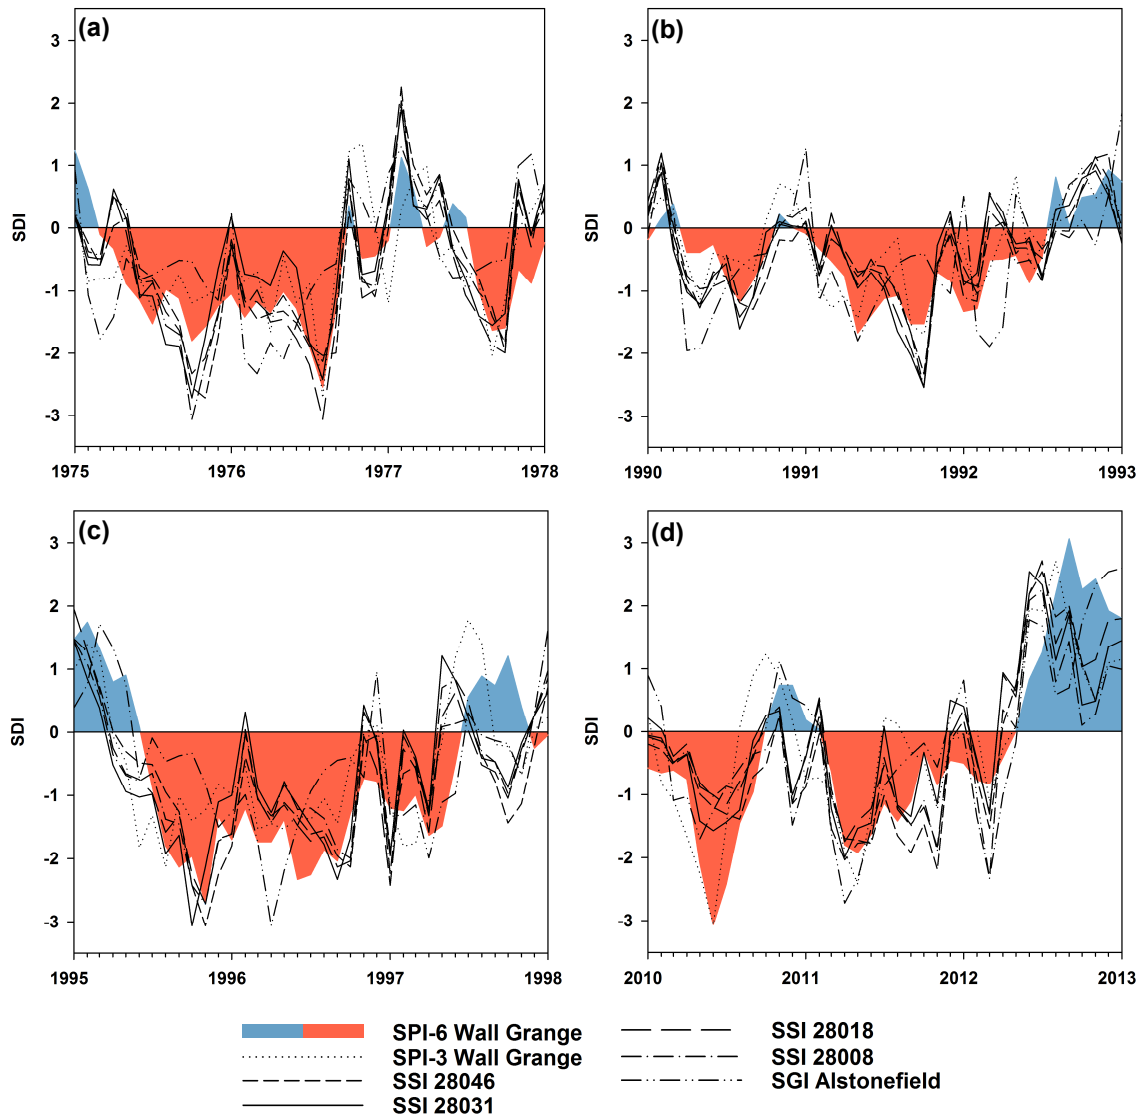 (a)
3
2
1
0
-1
-2
-3
SDI
1975 1976 1977 1978
(b)
3
2
1
0
-1
-2
-3
SDI
1990 1991 1992 1993
(c)
3
2
1
0
-1
-2
-3
SDI
1995 1996 1997 1998
(d)
3
2
1
0
-1
-2
-3
SDI
2010 2011 2012 2013
SPI-6 Wall Grange
SPI-3 Wall Grange
SSI 28046
SSI 28031
SSI 28018
SSI 28008
SGI Alstonefield